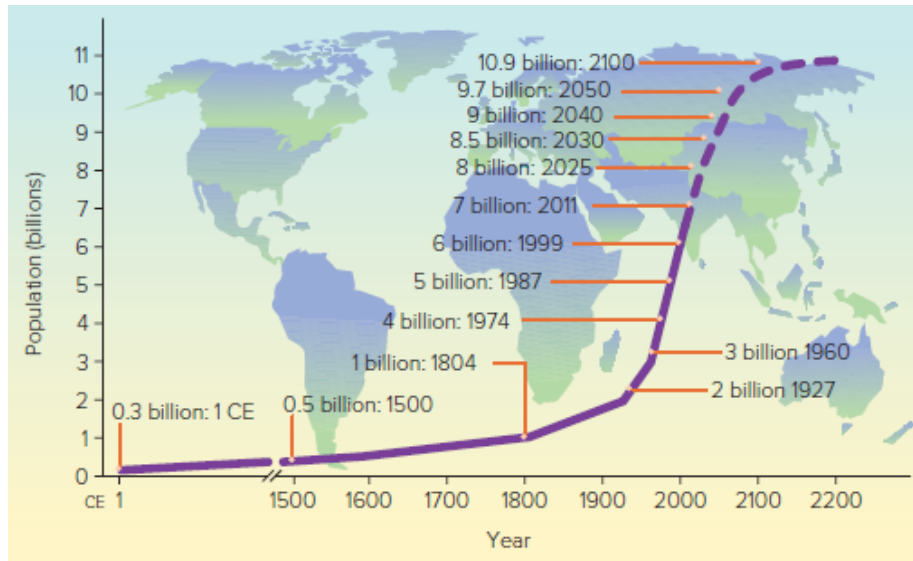 11
10.9 billion: 2100
10
9.7 billion: 2050
9
9 billion: 2040
8.5 billion: 2030
8
8 billion: 2025
7
7 billion: 2011
6
6 billion: 1999
5
5 billion: 1987
4
4 billion: 1974
3
1 billion: 1804
3 billion 1960
2
2 billion 1927
0.3 billion: 1 CE
0.5 billion: 1500
1
0
Population (billions)
CE 1 1500 1600 1700 1800 1900 2000 2100 2200
Year